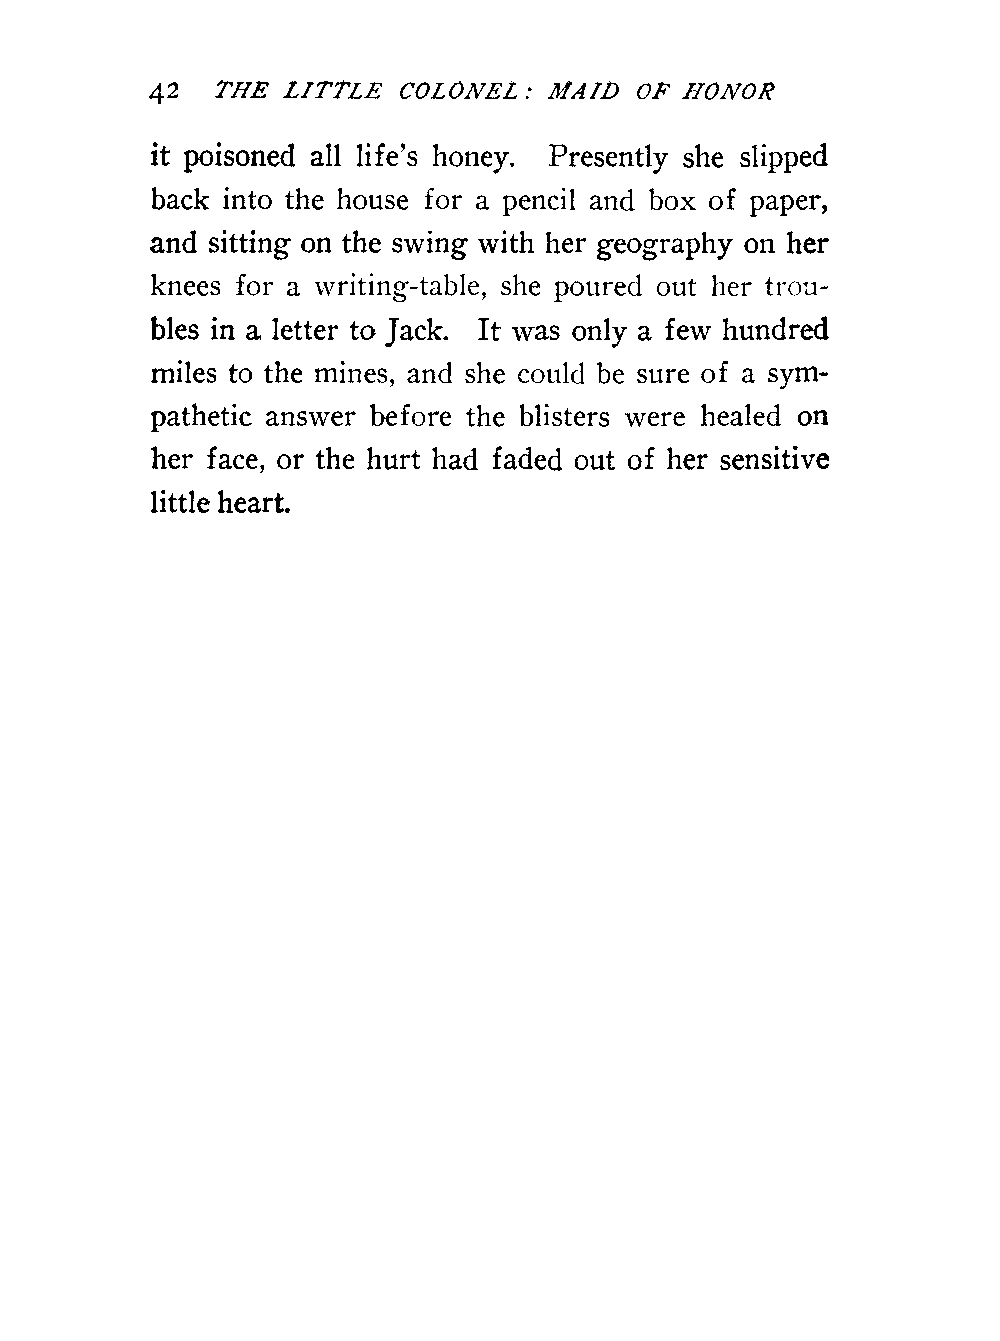 42 THE LITTLE COLONEL: MAID OF HONOR
it poisoned all life's honey. Presently she slipped
back into the house for a pencil and box of paper,
and sitting on the swing with her geography on her
knees for a writing-table, she poured out her trou-
bles in a letter to Jack. It was only a few hundred
miles to the mines, and she could be sure of a sym-
pathetic answer before the blisters were healed on
her face, or the hurt had faded out of her sensitive
little heart.